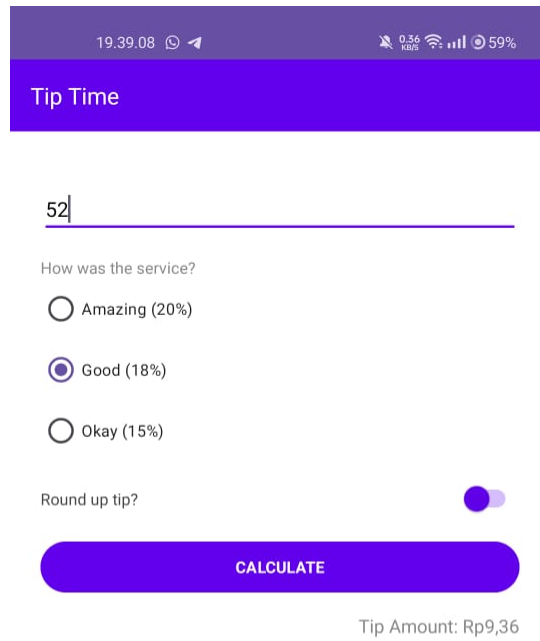 19.39.08 0.36 KB/S 59%
Tip Time
52
How was the service?
Amazing (20%)
Good (18%)
Okay (15%)
Round up tip?
CALCULATE
Tip Amount: Rp9,36